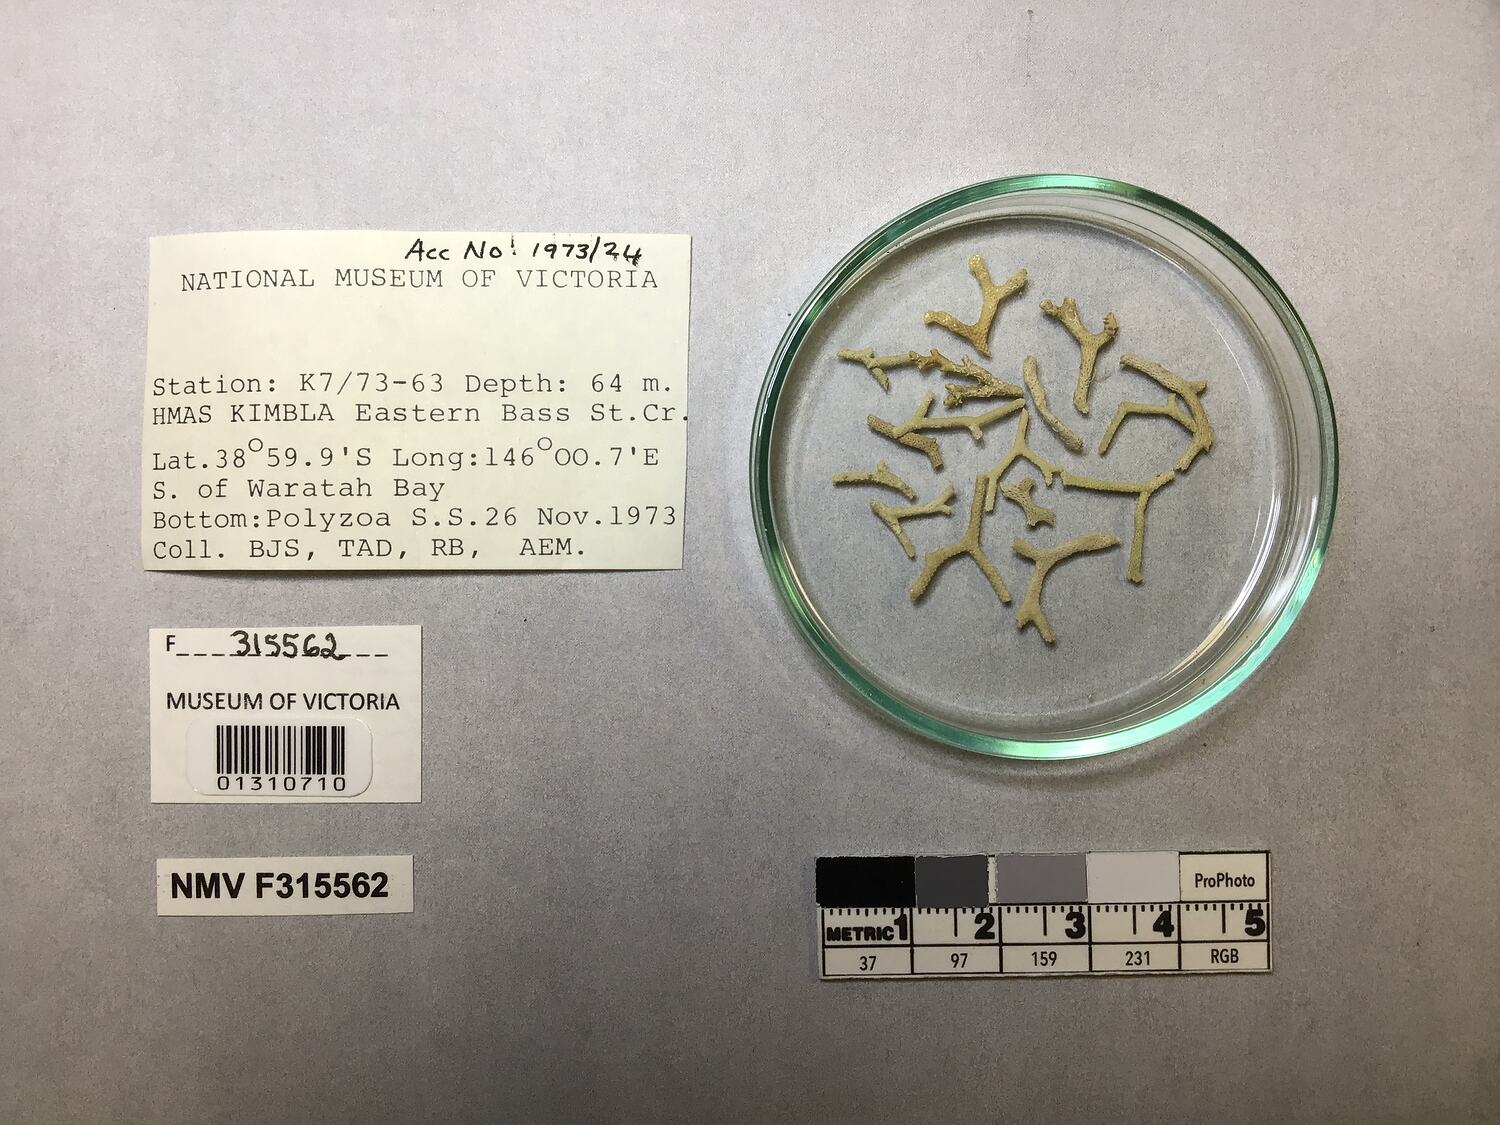 Acc No: 1973/24
NATIONAL MUSEUM OF VICTORIA
Station: K7/73-63 Depth: 64 m.
HMAS KIMBLA Eastern Bass St.Cr.
Lat.38°59.9'S Long:146°00.7'E
S. of Waratah Bay
Bottom:Polyzoa S.S.26 Nov.1973
Coll. BJS, TAD, RB, AEM.
F___315562___
MUSEUM OF VICTORIA
01310710
NMV F315562
ProPhoto
METRIC 1 2 3 4 5
37 97 159 231 RGB